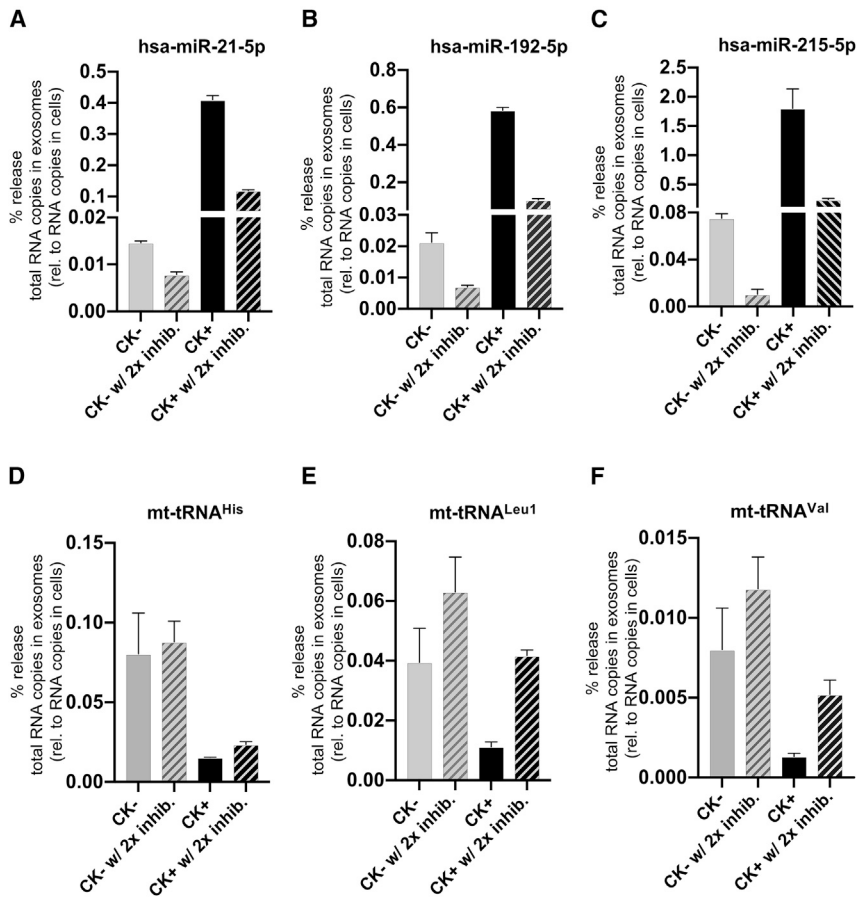 A
hsa-miR-21-5p
% release
total RNA copies in exosomes
(rel. to RNA copies in cells)
0.5
0.4
0.3
0.2
0.1
0.02
0.01
0.00
CK-
CK- w/ 2x inhib.
CK+
CK+ w/ 2x inhib.
B
hsa-miR-192-5p
% release
total RNA copies in exosomes
(rel. to RNA copies in cells)
0.8
0.6
0.4
0.2
0.03
0.02
0.01
0.00
CK-
CK- w/ 2x inhib.
CK+
CK+ w/ 2x inhib.
C
hsa-miR-215-5p
% release
total RNA copies in exosomes
(rel. to RNA copies in cells)
2.5
2.0
1.5
1.0
0.5
0.08
0.04
0.00
CK-
CK- w/ 2x inhib.
CK+
CK+ w/ 2x inhib.
D
mt-tRNAHis
% release
total RNA copies in exosomes
(rel. to RNA copies in cells)
0.15
0.10
0.05
0.00
CK-
CK- w/ 2x inhib.
CK+
CK+ w/ 2x inhib.
E
mt-tRNALeu1
% release
total RNA copies in exosomes
(rel. to RNA copies in cells)
0.08
0.06
0.04
0.02
0.00
CK-
CK- w/ 2x inhib.
CK+
CK+ w/ 2x inhib.
F
mt-tRNAVal
% release
total RNA copies in exosomes
(rel. to RNA copies in cells)
0.015
0.010
0.005
0.000
CK-
CK- w/ 2x inhib.
CK+
CK+ w/ 2x inhib.